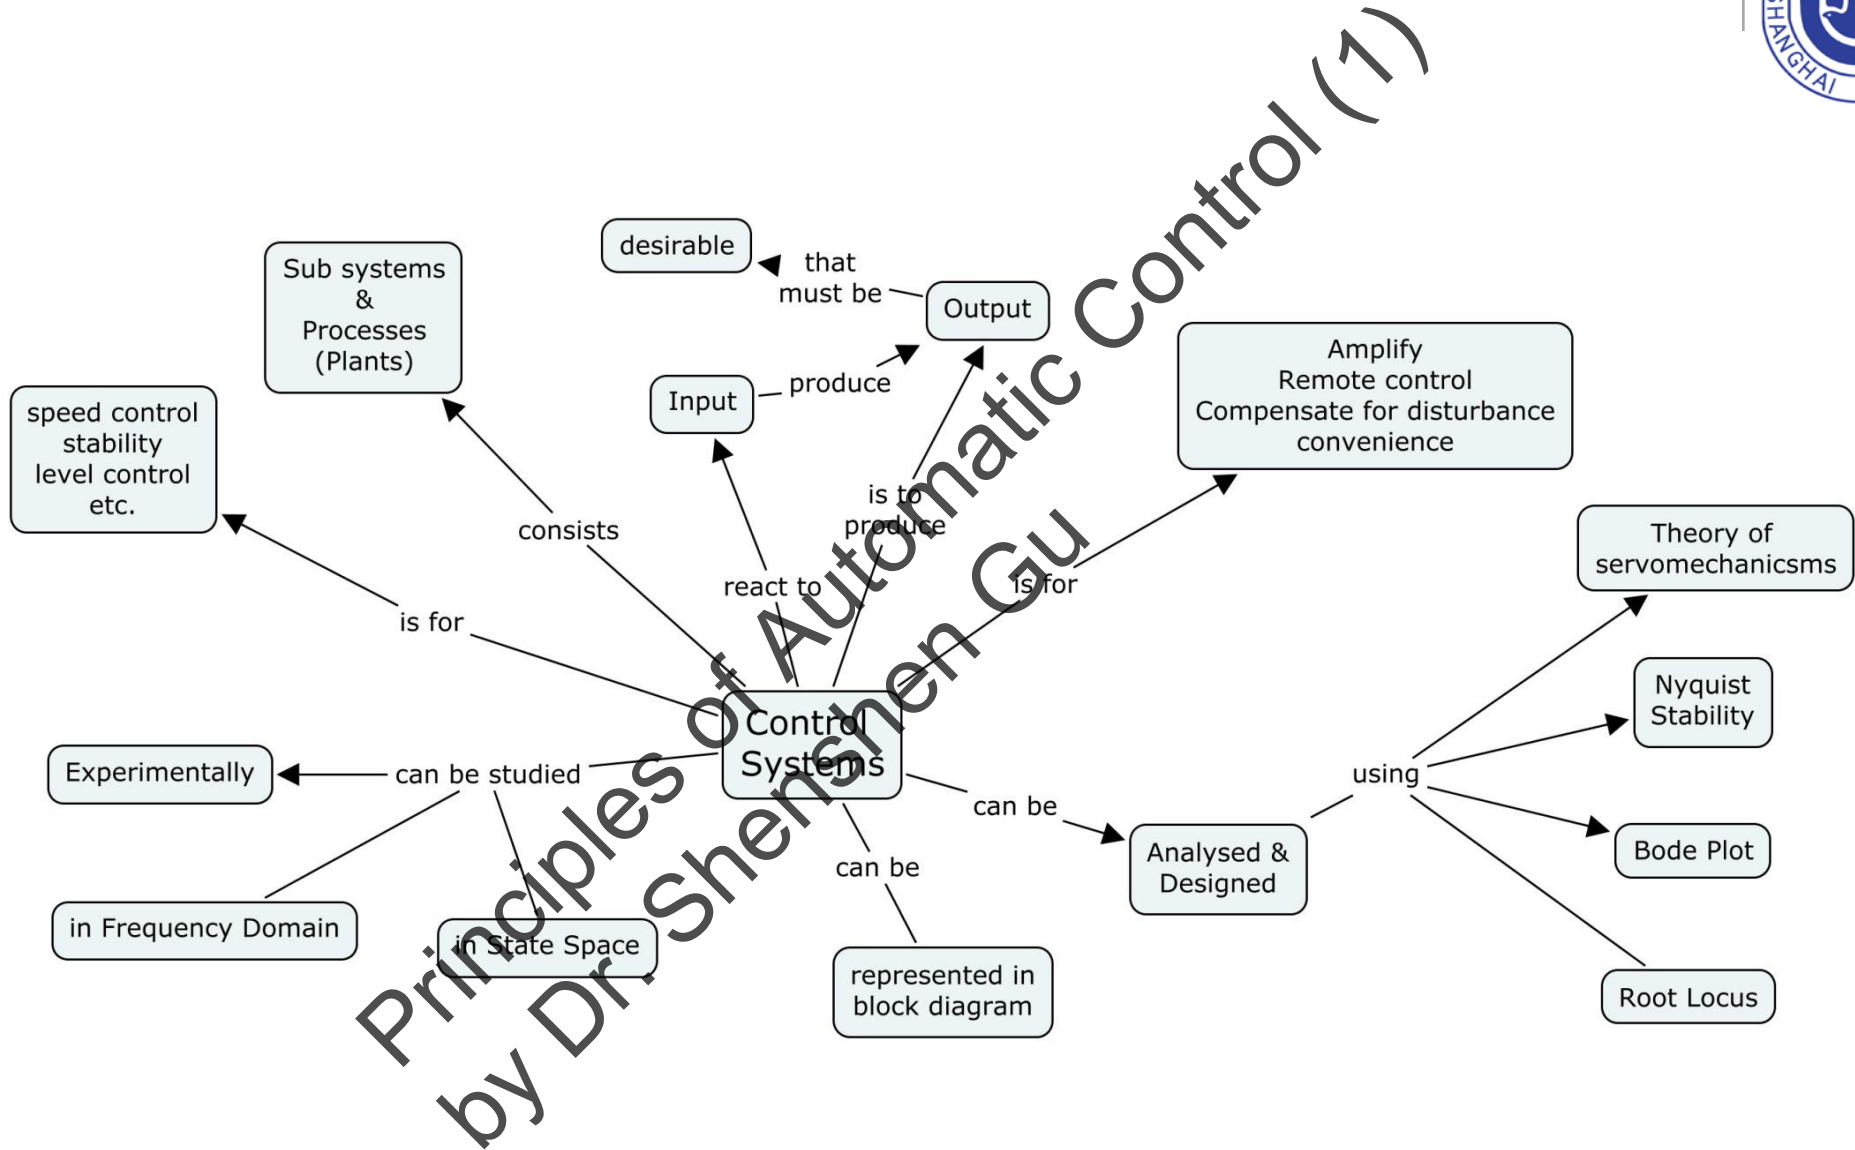 SHANGHAI
desirable
that
must be
Output
Sub systems
&
Processes
(Plants)
Input
produce
Amplify
Remote control
Compensate for disturbance
convenience
speed control
stability
level control
etc.
consists
is to
produce
react to
is for
is for
Theory of
servomechanicsms
Nyquist
Stability
Control
Systems
Experimentally
can be studied
using
can be
Analysed &
Designed
Bode Plot
can be
in Frequency Domain
in State Space
represented in
block diagram
Root Locus
Principles of Automatic Control (1)
by Dr. Shenshen Gu